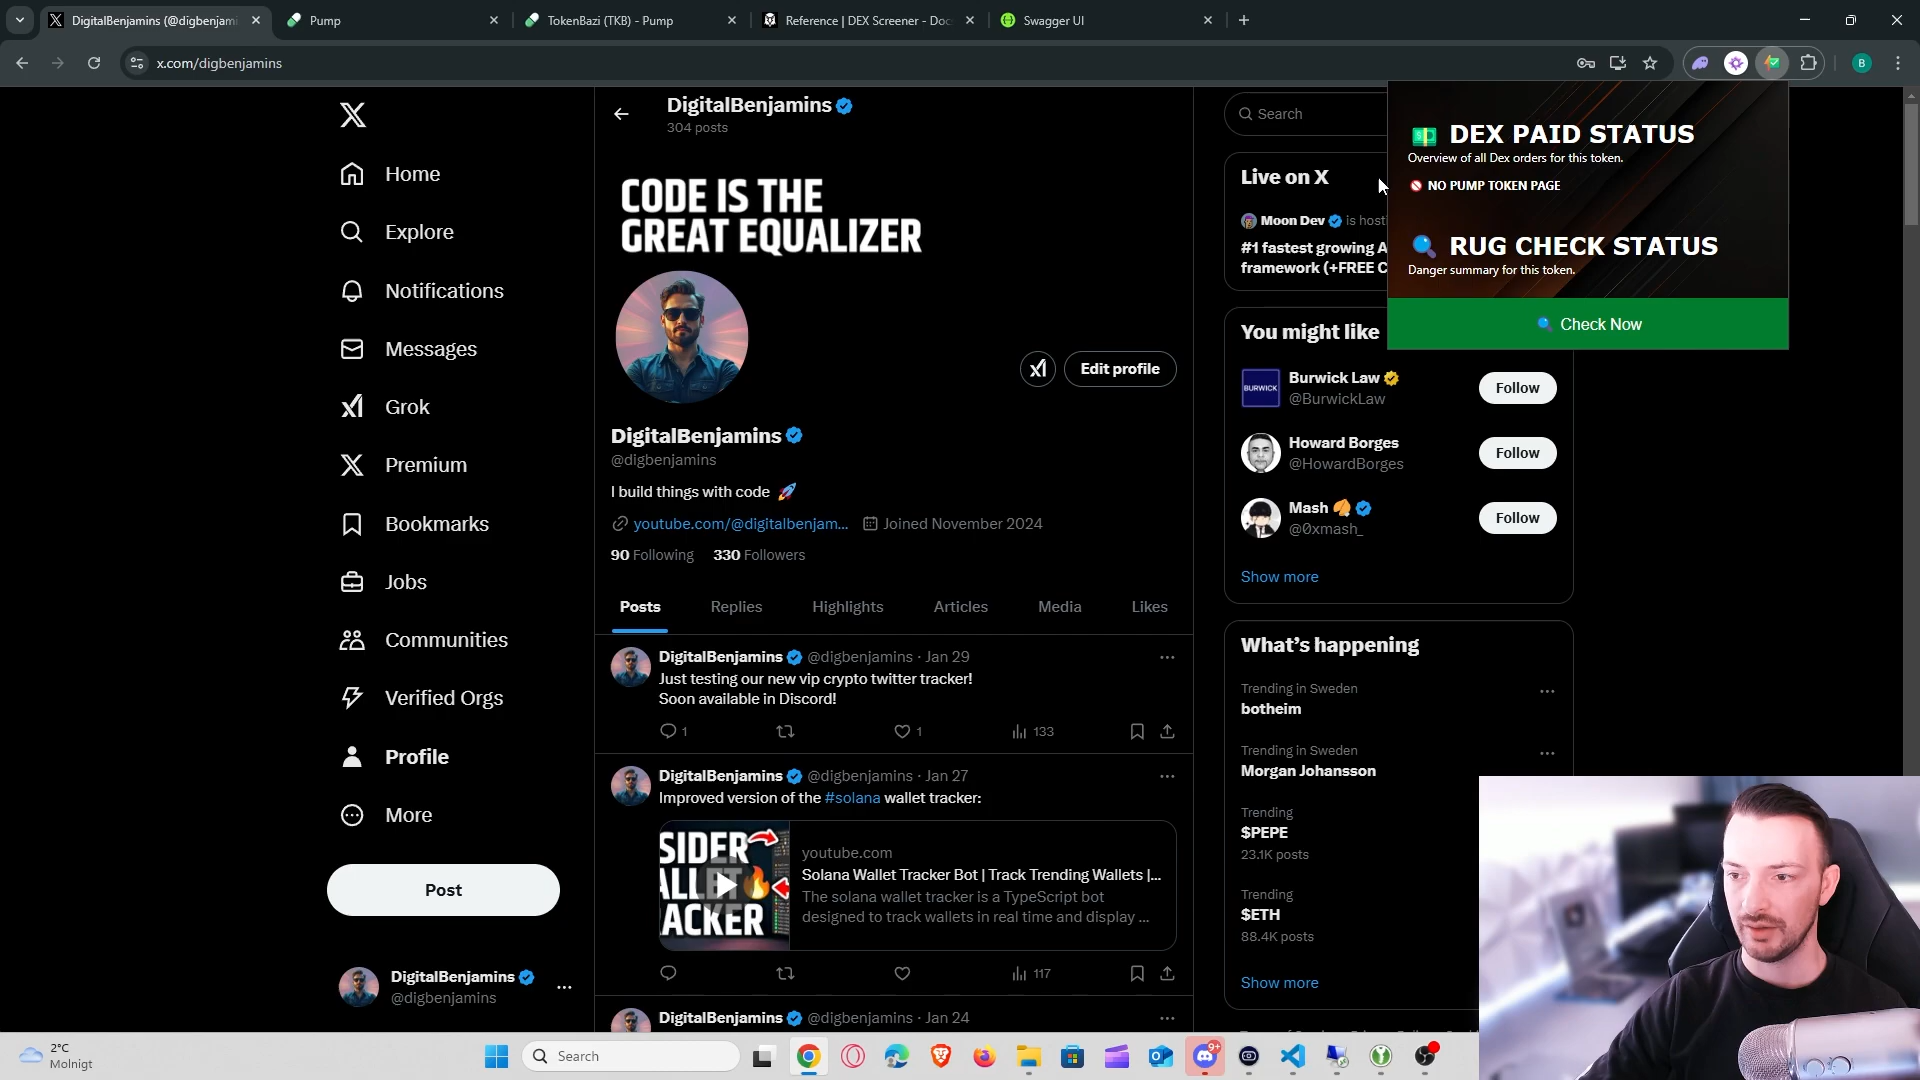 DigitalBenjamins (@digbenjami
Pump
TokenBazi (TKB) - Pump
Reference | DEX Screener - Doc
Swagger UI
x.com/digbenjamins
B
Home
Explore
Notifications
Messages
Grok
Premium
Bookmarks
Jobs
Communities
Verified Orgs
Profile
More
Post
DigitalBenjamins
@digbenjamins
DigitalBenjamins
304 posts
CODE IS THE
GREAT EQUALIZER
Edit profile
DigitalBenjamins
@digbenjamins
I build things with code 🚀
youtube.com/@digitalbenjam... Joined November 2024
90 Following 330 Followers
Posts Replies Highlights Articles Media Likes
DigitalBenjamins @digbenjamins · Jan 29
Just testing our new vip crypto twitter tracker!
Soon available in Discord!
1 1 133
DigitalBenjamins @digbenjamins · Jan 27
Improved version of the #solana wallet tracker:
SIDER
ALLET
ACKER
youtube.com
Solana Wallet Tracker Bot | Track Trending Wallets |...
The solana wallet tracker is a TypeScript bot
designed to track wallets in real time and display ...
117
DigitalBenjamins @digbenjamins · Jan 24
Search
Live on X
Moon Dev is hosti
#1 fastest growing A
framework (+FREE C
DEX PAID STATUS
Overview of all Dex orders for this token.
NO PUMP TOKEN PAGE
RUG CHECK STATUS
Danger summary for this token.
Check Now
You might like
BURWICK
Burwick Law
@BurwickLaw
Follow
Howard Borges
@HowardBorges
Follow
Mash
@0xmash_
Follow
Show more
What's happening
Trending in Sweden
botheim
Trending in Sweden
Morgan Johansson
Trending
$PEPE
23.1K posts
Trending
$ETH
88.4K posts
Show more
2°C
Molnigt
Search
9+